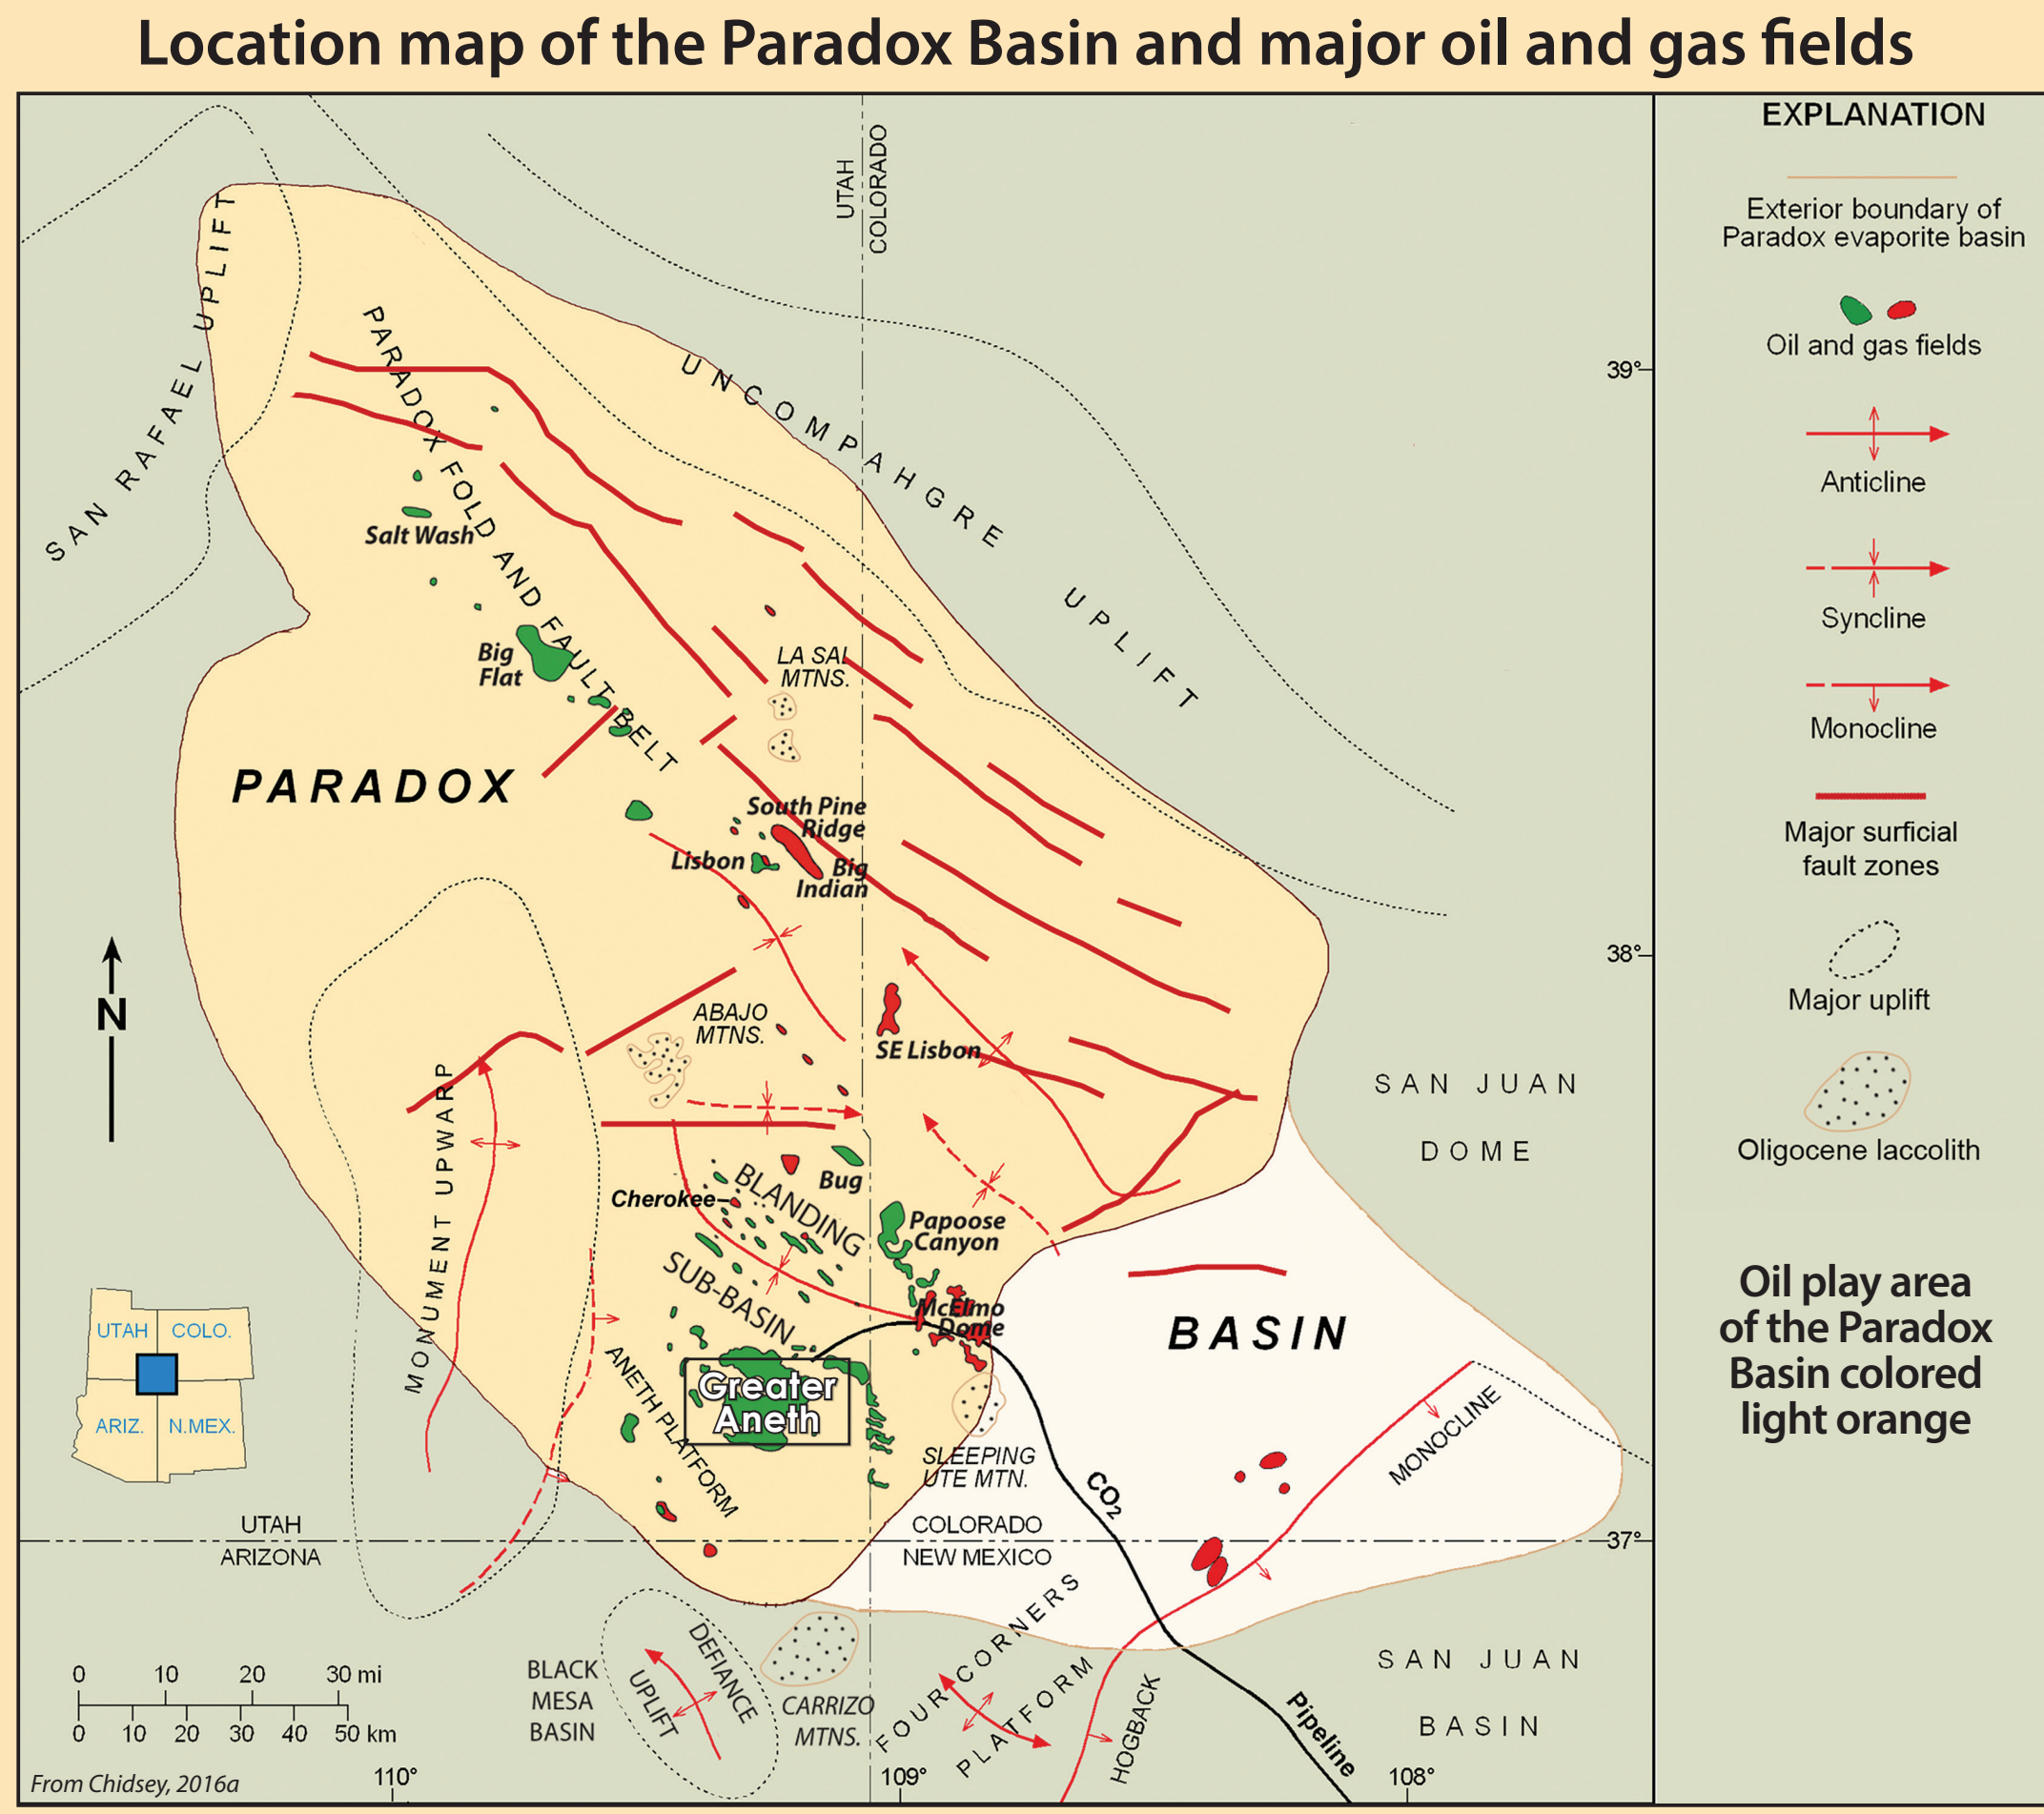 Location map of the Paradox Basin and major oil and gas fields
UTAH
COLORADO
SAN RAFAEL UPLIFT
PARADOX FOLD AND FAULT BELT
UNCOMPAHGRE UPLIFT
39°
Salt Wash
Big
Flat
LA SAL
MTNS.
PARADOX
South Pine
Ridge
Lisbon
Big
Indian
38°
N
ABAJO
MTNS.
SE Lisbon
SAN JUAN
DOME
MONUMENT UPWARP
Bug
Cherokee
BLANDING
SUB-BASIN
Papoose
Canyon
McElmo
Dome
BASIN
UTAH
COLO.
ARIZ.
N.MEX.
ANETH PLATFORM
Greater
Aneth
SLEEPING
UTE MTN.
CO2
MONOCLINE
UTAH
ARIZONA
COLORADO
NEW MEXICO
37°
0 10 20 30 mi
0 10 20 30 40 50 km
BLACK
MESA
BASIN
DEFIANCE
UPLIFT
CARRIZO
MTNS.
FOUR CORNERS
PLATFORM
HOGBACK
Pipeline
SAN JUAN
BASIN
From Chidsey, 2016a
110°
109°
108°
EXPLANATION
Exterior boundary of
Paradox evaporite basin
Oil and gas fields
Anticline
Syncline
Monocline
Major surficial
fault zones
Major uplift
Oligocene laccolith
Oil play area
of the Paradox
Basin colored
light orange